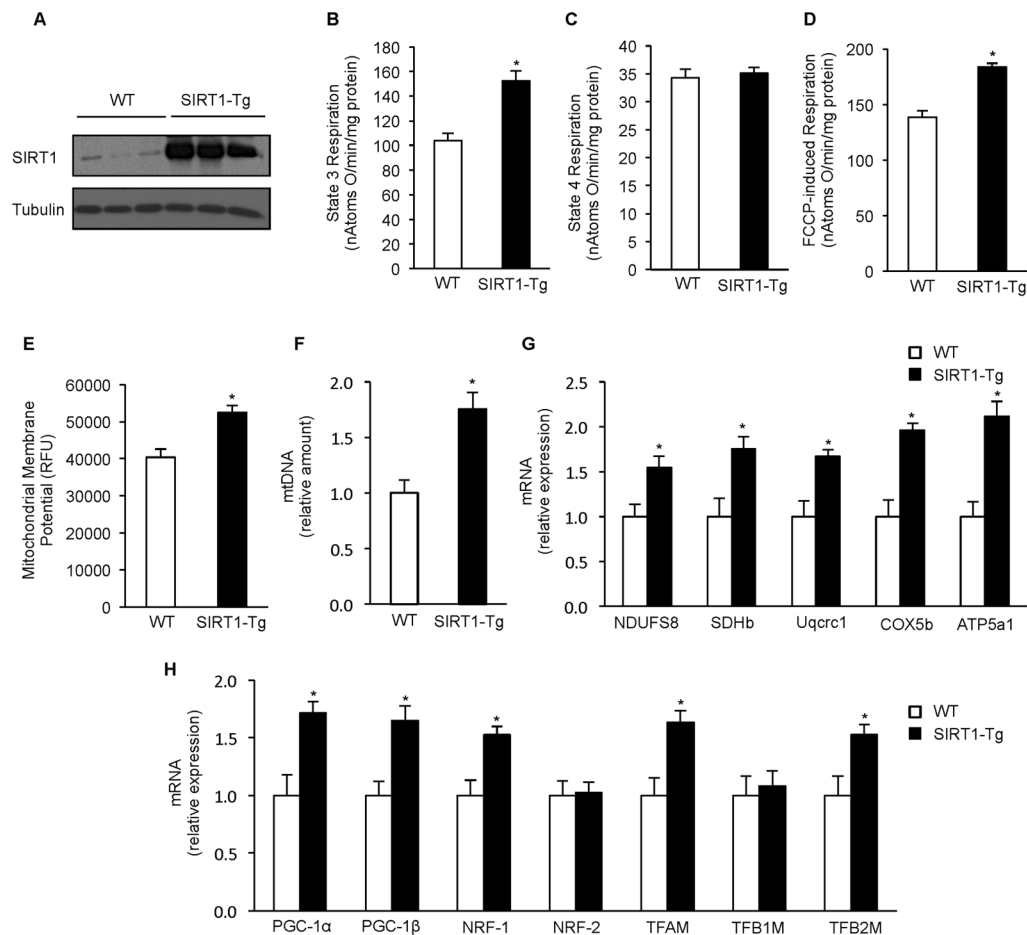 A
WT SIRT1-Tg
SIRT1
Tubulin
B
State 3 Respiration
(nAtoms O/min/mg protein)
180
160
140
120
100
80
60
40
20
0
*
WT SIRT1-Tg
C
State 4 Respiration
(nAtoms O/min/mg protein)
40
35
30
25
20
15
10
5
0
WT SIRT1-Tg
D
FCCP-induced Respiration
(nAtoms O/min/mg protein)
200
150
100
50
0
*
WT SIRT1-Tg
E
Mitochondrial Membrane
Potential (RFU)
70000
60000
50000
40000
30000
20000
10000
0
*
WT SIRT1-Tg
F
mtDNA
(relative amount)
2.0
1.5
1.0
0.5
0.0
*
WT SIRT1-Tg
G
WT
SIRT1-Tg
mRNA
(relative expression)
2.5
2.0
1.5
1.0
0.5
0.0
* * * * *
NDUFS8 SDHb Uqcrc1 COX5b ATP5a1
H
WT
SIRT1-Tg
mRNA
(relative expression)
2.0
1.5
1.0
0.5
0.0
* * * * *
PGC-1α PGC-1β NRF-1 NRF-2 TFAM TFB1M TFB2M